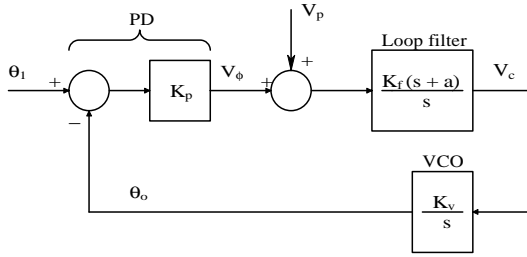 PD
V_p
Loop filter
θ_1
+
−
K_p
V_ϕ
+
+
K_f(s + a)
s
V_c
VCO
K_v
s
θ_o